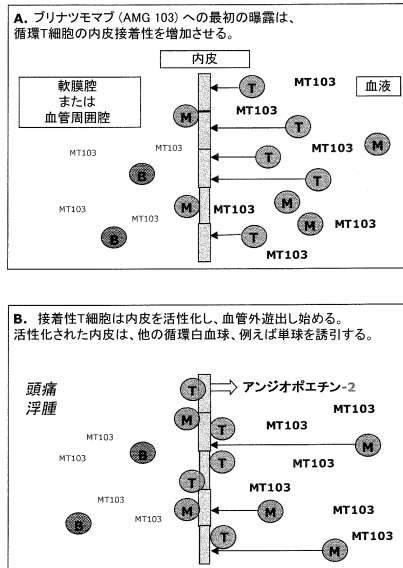 A. ブリナツモマブ (AMG 103) への最初の曝露は、
循環T細胞の内皮接着性を増加させる。
内皮
軟膜腔
または
血管周囲腔
血液
T
MT103
M
T
MT103
MT103
MT103
M
T
B
T
MT103
MT103
M
M
MT103
M
MT103
B
T
MT103
B. 接着性T細胞は内皮を活性化し、血管外遊出し始める。
活性化された内皮は、他の循環白血球、例えば単球を誘引する。
頭痛
浮腫
T
アンジオポエチン-2
MT103
M
T
MT103
MT103
M
B
T
MT103
MT103
T
MT103
MT103
M
M
MT103
B
MT103
T
MT103
M